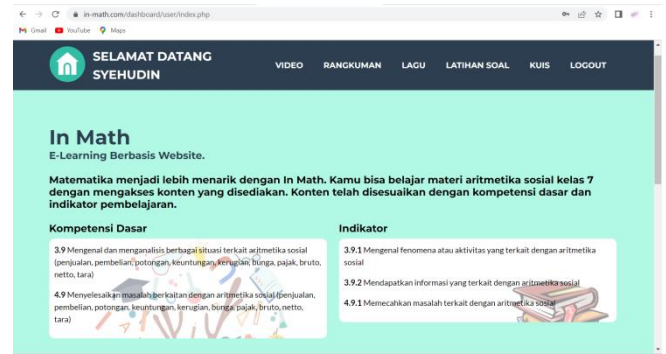 in-math.com/dashboard/user/index.php
Gmail YouTube Maps
SELAMAT DATANG
SYEHUDIN
VIDEO RANGKUMAN LAGU LATIHAN SOAL KUIS LOGOUT
In Math
E-Learning Berbasis Website.
Matematika menjadi lebih menarik dengan In Math. Kamu bisa belajar materi aritmetika sosial kelas 7
dengan mengakses konten yang disediakan. Konten telah disesuaikan dengan kompetensi dasar dan
indikator pembelajaran.
Kompetensi Dasar
3.9 Mengenal dan menganalisis berbagai situasi terkait aritmetika sosial
(penjualan, pembelian, potongan, keuntungan, kerugian, bunga, pajak, bruto,
netto, tara)
4.9 Menyelesaikan masalah berkaitan dengan aritmetika sosial (penjualan,
pembelian, potongan, keuntungan, kerugian, bunga, pajak, bruto, netto,
tara)
Indikator
3.9.1 Mengenal fenomena atau aktivitas yang terkait dengan aritmetika
sosial
3.9.2 Mendapatkan informasi yang terkait dengan aritmetika sosial
4.9.1 Memecahkan masalah terkait dengan aritmetika sosial